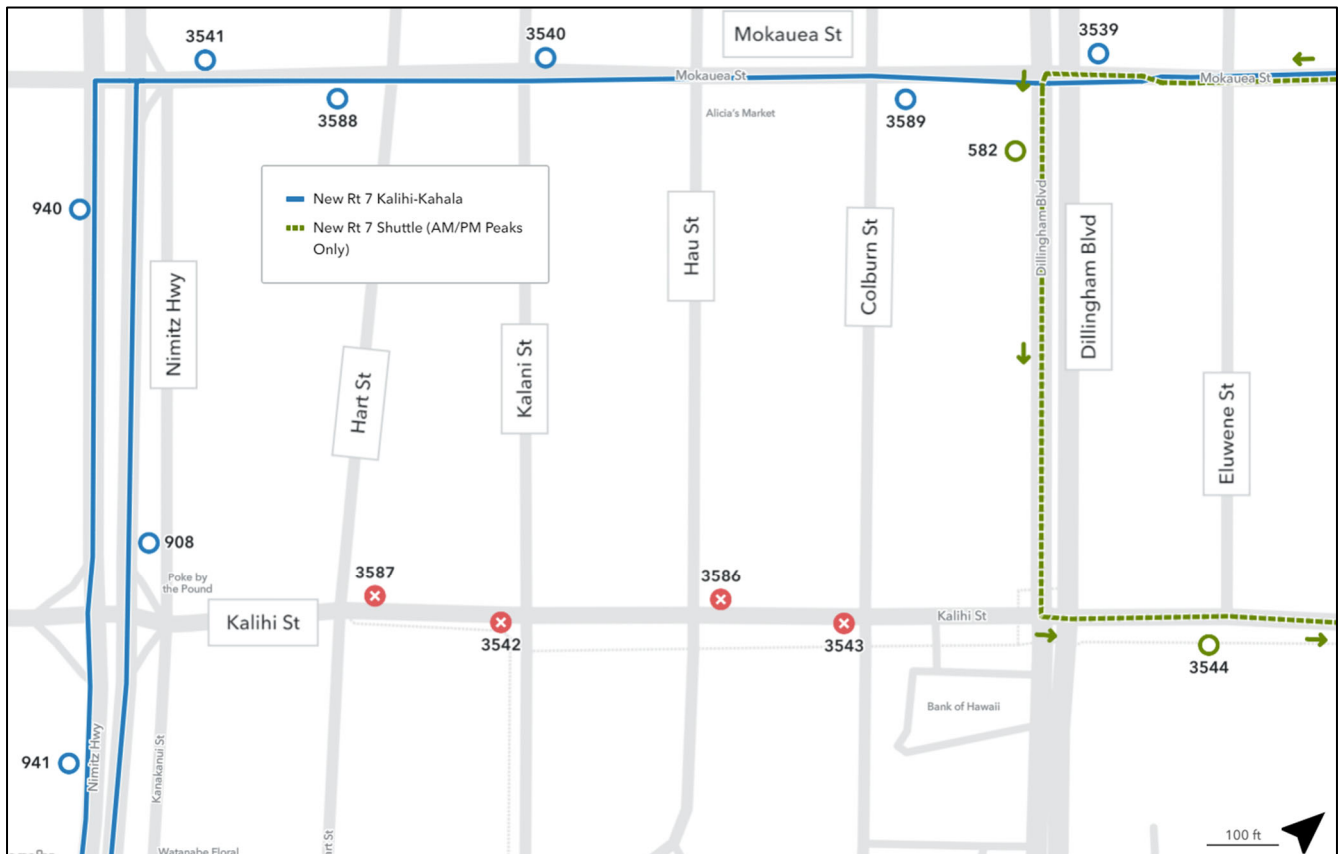 3541
3540
Mokauea St
3539
Mokauea St
Mokauea St
3588
Alicia's Market
3589
582
New Rt 7 Kalihi-Kahala
New Rt 7 Shuttle (AM/PM Peaks
Only)
940
Nimitz Hwy
Hart St
Kalani St
Hau St
Colburn St
Dillingham Blvd
Dillingham Blvd
Eluwene St
908
Poke by
the Pound
3587
3586
Kalihi St
Kalihi St
3542
3543
3544
Bank of Hawaii
941
Nimitz Hwy
Kanakanui St
100 ft
Watanabe Floral